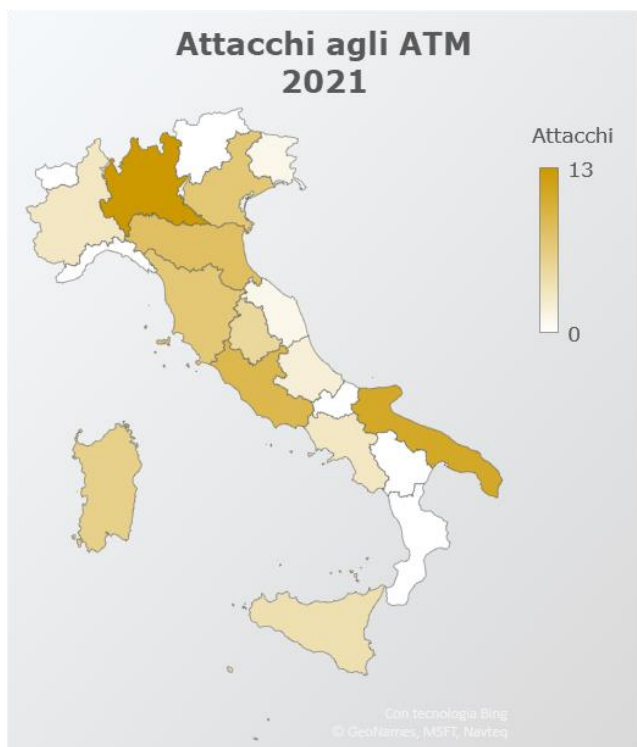 Attacchi agli ATM
2021
Attacchi
13
0
Con tecnologia Bing
© GeoNames, MSFT, Navteq